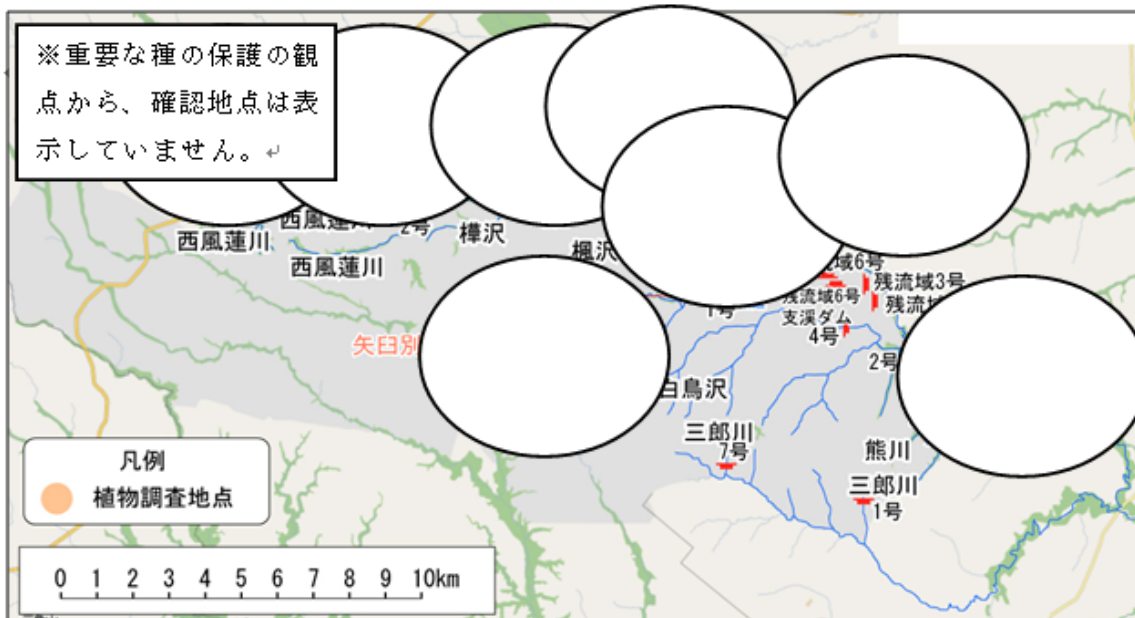 ※重要な種の保護の観
点から、確認地点は表
示していません。
西風蓮川
西風蓮川
2号
樺沢
西風蓮川
楓沢
域6号
残流域3号
残流域6号
残流域
1号
支渓ダム
4号
矢臼別
2号
白鳥沢
三郎川
7号
熊川
三郎川
1号
凡例
植物調査地点
0 1 2 3 4 5 6 7 8 9 10km